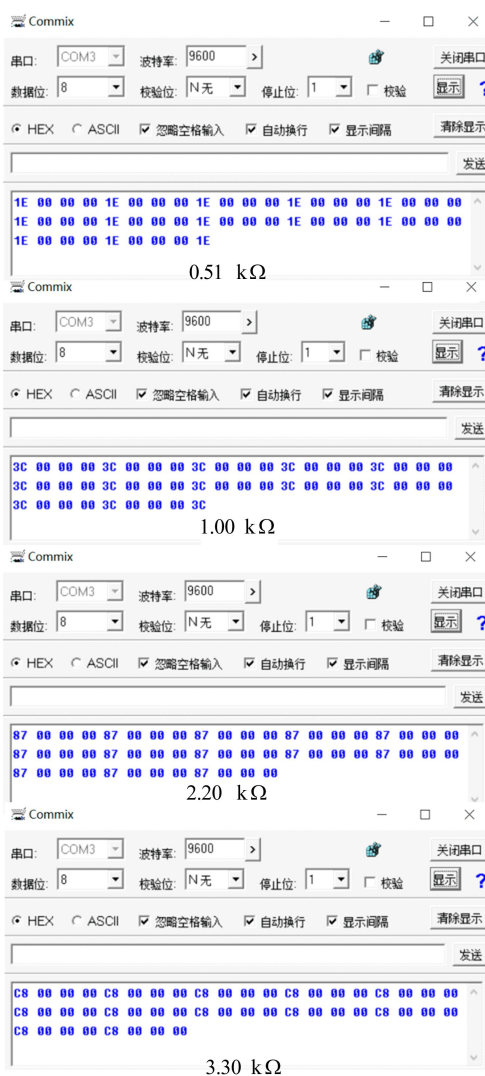 Commix
串口: COM3 波特率: 9600 > 关闭串口
数据位: 8 校验位: N 无 停止位: 1 校验 显示 ?
HEX ASCII 忽略空格输入 自动换行 显示间隔 清除显示
发送
1E 00 00 00 1E 00 00 00 1E 00 00 00 1E 00 00 00 1E 00 00 00
1E 00 00 00 1E 00 00 00 1E 00 00 00 1E 00 00 00 1E 00 00 00
1E 00 00 00 1E 00 00 00 1E
0.51 kΩ
Commix
串口: COM3 波特率: 9600 > 关闭串口
数据位: 8 校验位: N 无 停止位: 1 校验 显示 ?
HEX ASCII 忽略空格输入 自动换行 显示间隔 清除显示
发送
3C 00 00 00 3C 00 00 00 3C 00 00 00 3C 00 00 00 3C 00 00 00
3C 00 00 00 3C 00 00 00 3C 00 00 00 3C 00 00 00 3C 00 00 00
3C 00 00 00 3C 00 00 00 3C
1.00 kΩ
Commix
串口: COM3 波特率: 9600 > 关闭串口
数据位: 8 校验位: N 无 停止位: 1 校验 显示 ?
HEX ASCII 忽略空格输入 自动换行 显示间隔 清除显示
发送
87 00 00 00 87 00 00 00 87 00 00 00 87 00 00 00 87 00 00 00
87 00 00 00 87 00 00 00 87 00 00 00 87 00 00 00 87 00 00 00
87 00 00 00 87 00 00 00 87 00 00 00
2.20 kΩ
Commix
串口: COM3 波特率: 9600 > 关闭串口
数据位: 8 校验位: N 无 停止位: 1 校验 显示 ?
HEX ASCII 忽略空格输入 自动换行 显示间隔 清除显示
发送
C8 00 00 00 C8 00 00 00 C8 00 00 00 C8 00 00 00 C8 00 00 00
C8 00 00 00 C8 00 00 00 C8 00 00 00 C8 00 00 00 C8 00 00 00
C8 00 00 00 C8 00 00 00
3.30 kΩ